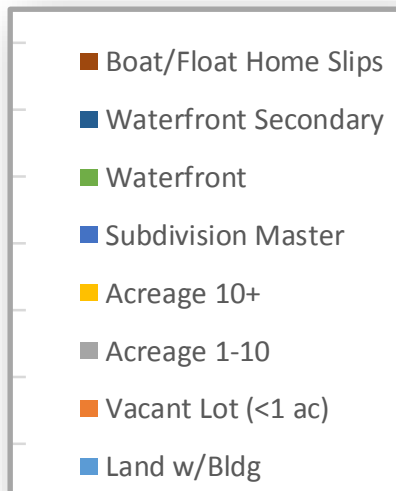 Boat/Float Home Slips
Waterfront Secondary
Waterfront
Subdivision Master
Acreage 10+
Acreage 1-10
Vacant Lot (<1 ac)
Land w/Bldg